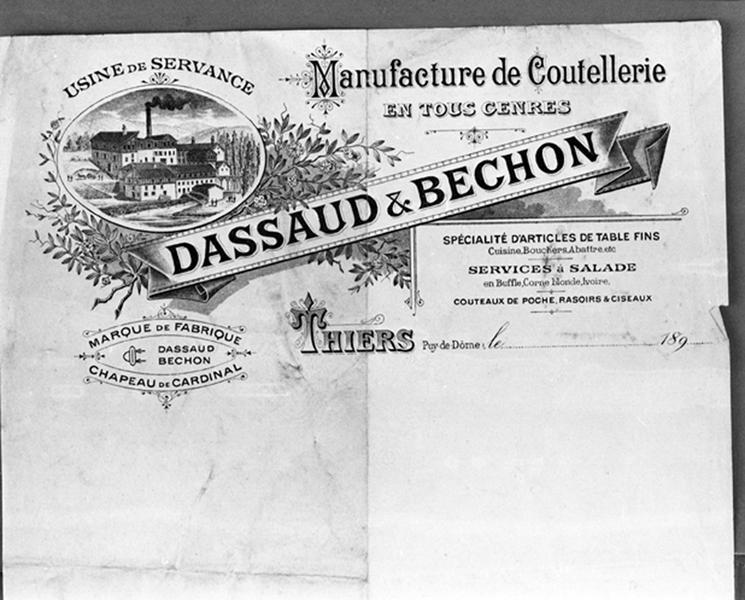 USINE DE SERVANCE
Manufacture de Coutellerie
EN TOUS GENRES
DASSAUD & BECHON
SPÉCIALITÉ D'ARTICLES DE TABLE FINS
Cuisine, Bouchers, Abattre, etc
SERVICES à SALADE
en Buffle, Corne blonde, Ivoire.
COUTEAUX DE POCHE, RASOIRS & CISEAUX
MARQUE DE FABRIQUE
DASSAUD
BECHON
CHAPEAU DE CARDINAL
THIERS Puy-de-Dôme, le 189